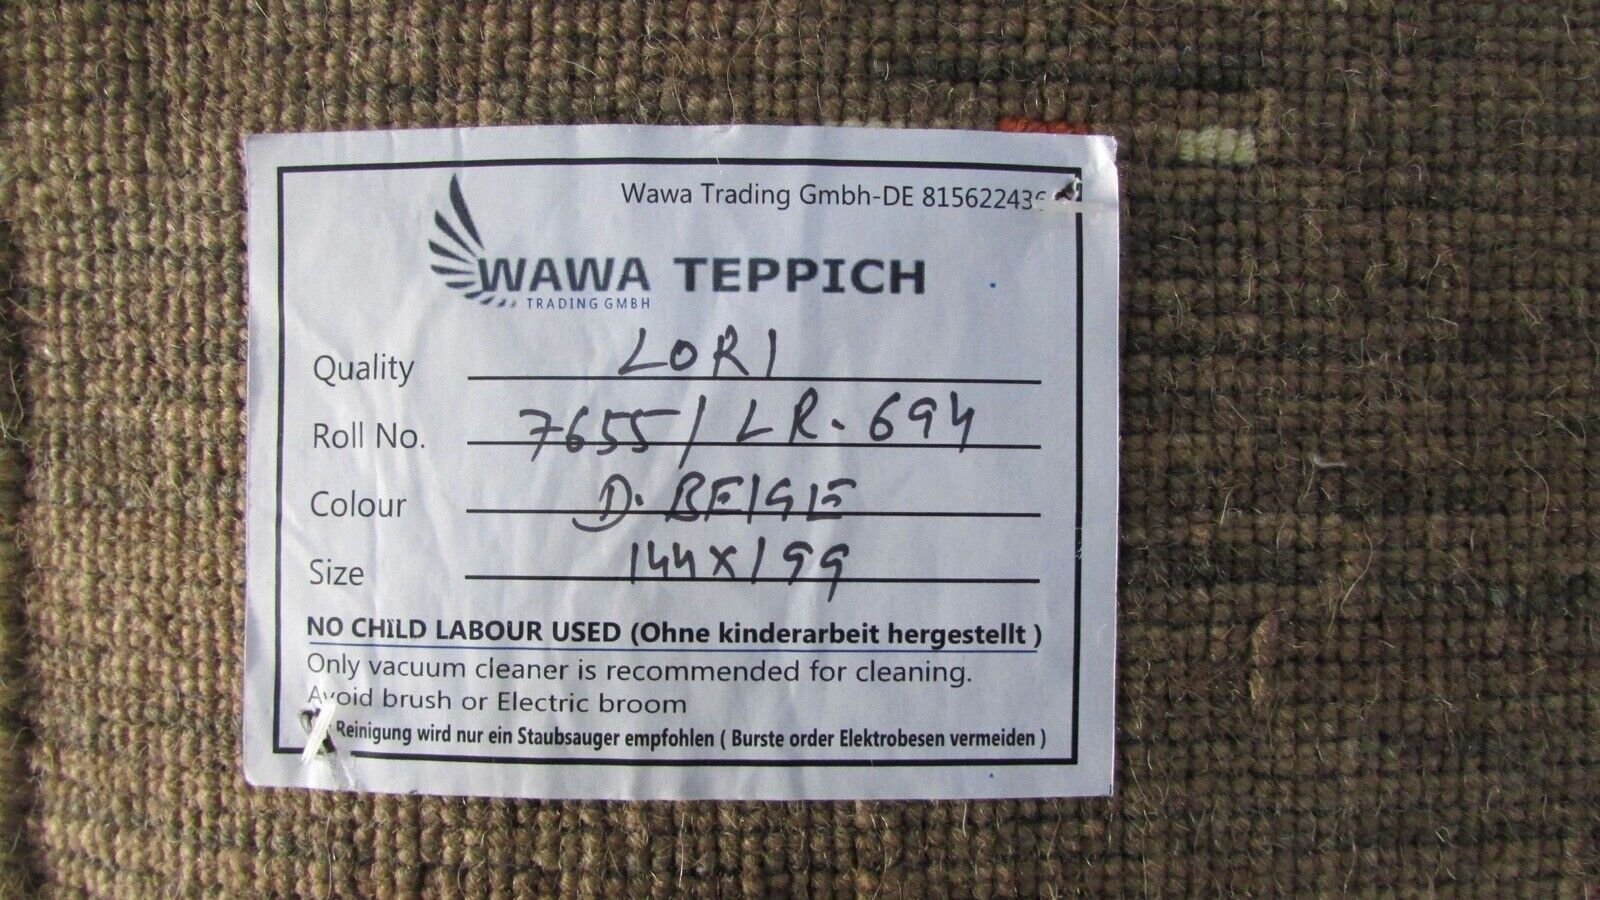 Wawa Trading Gmbh-DE
WAWA TEPPICH
TRADING GMBH
Quality LORI
Roll No. 7655/LR.694
Colour D.BEIGE
Size 144x199
NO CHILD LABOUR USED (Ohne kinderarbeit hergestellt )
Only vacuum cleaner is recommended for cleaning.
Avoid brush or Electric broom
Reinigung wird nur ein Staubsauger empfohlen ( Burste order Elektrobesen vermeiden )